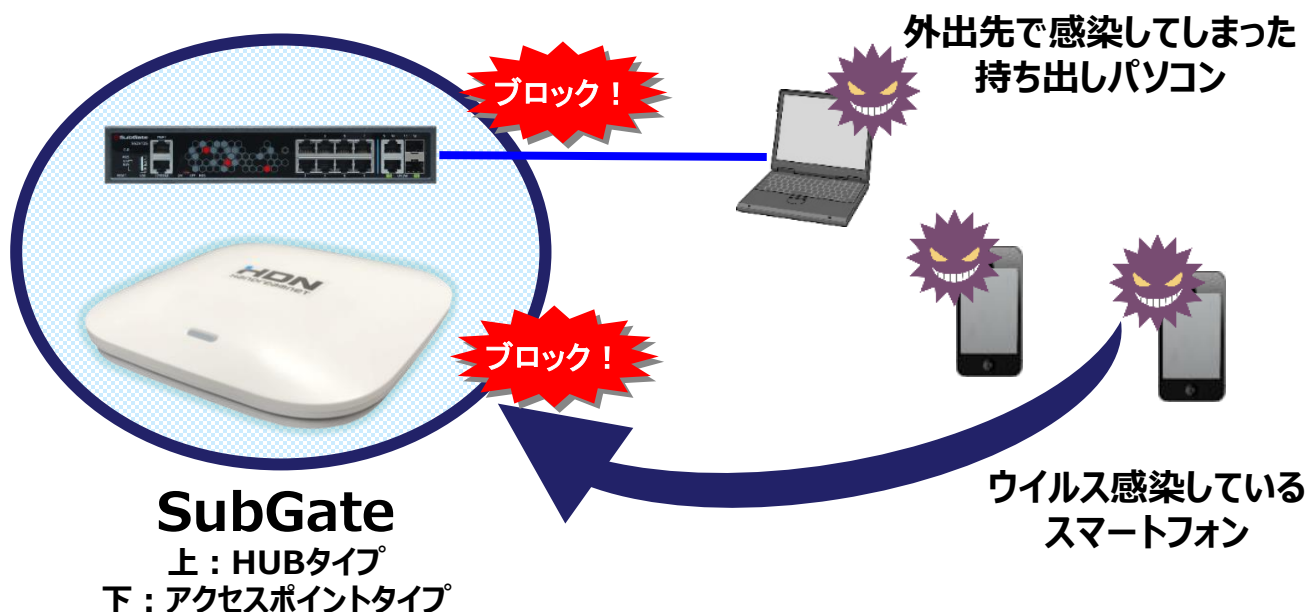 外出先で感染してしまった
持ち出しパソコン
ブロック！
SubGate
HDN
HanDreamnet
ブロック！
ウイルス感染している
スマートフォン
SubGate
上：HUBタイプ
下：アクセスポイントタイプ